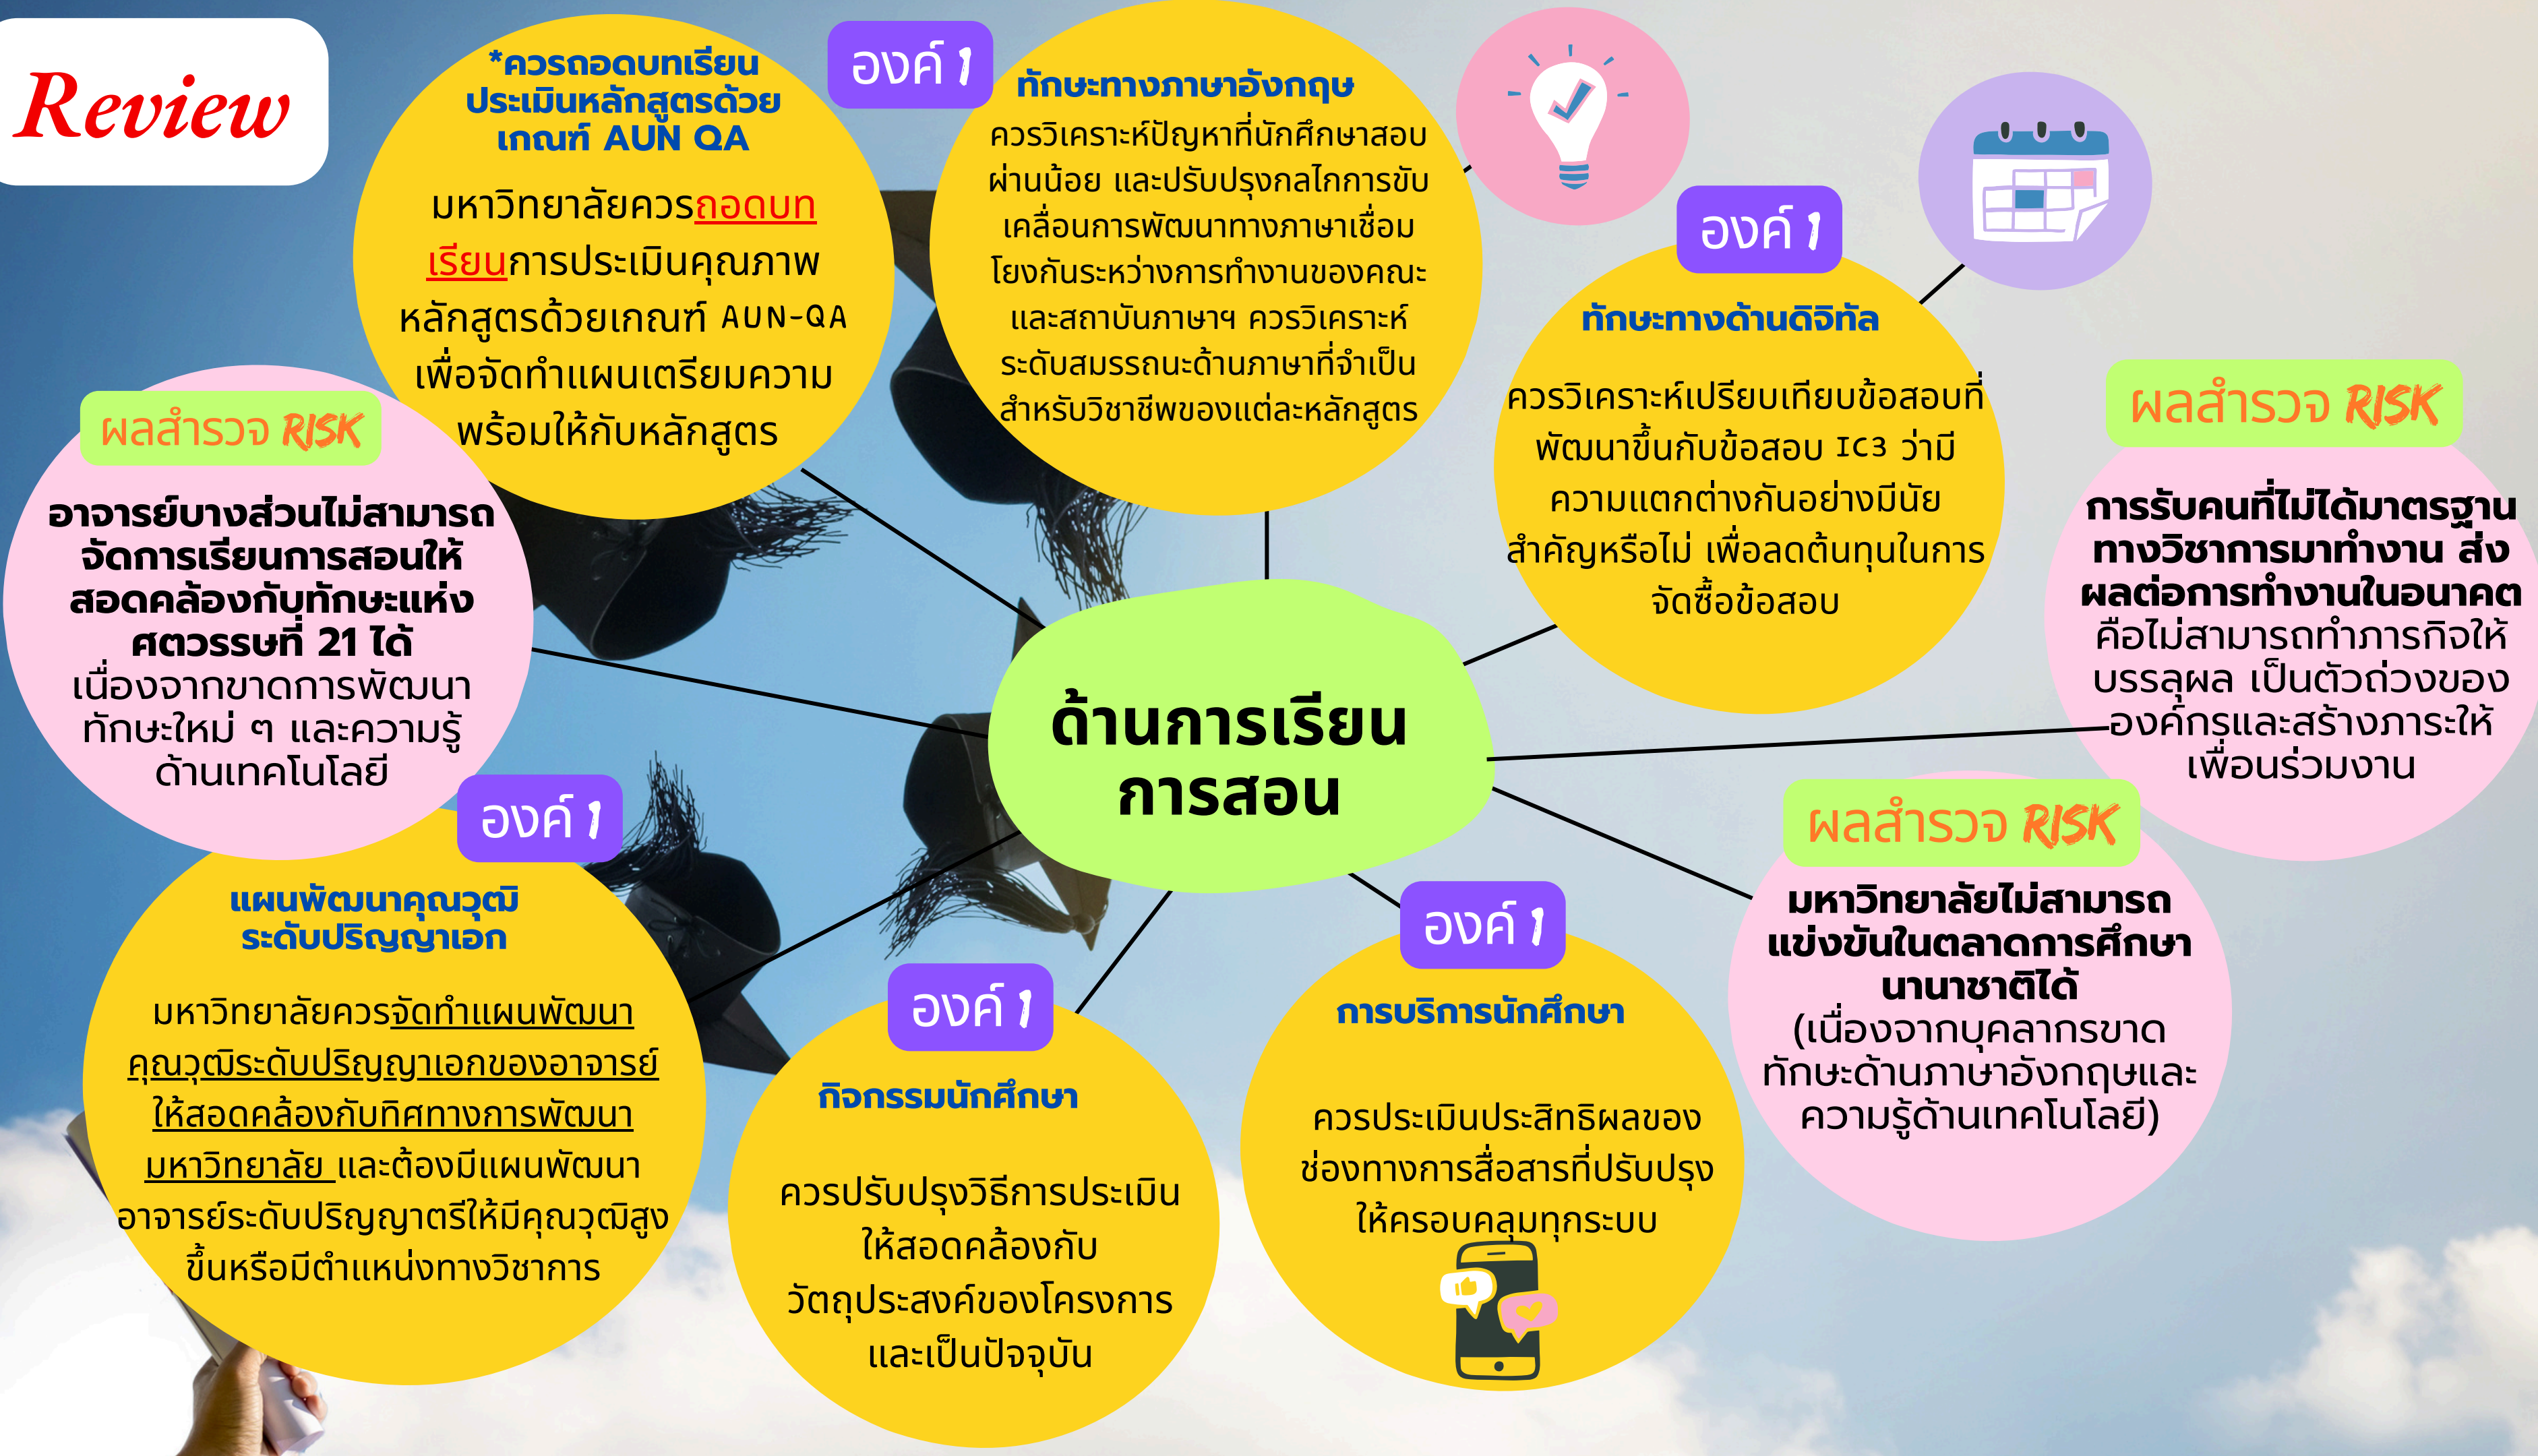 Review
*ควรถอดบทเรียน
ประเมินหลักสูตรด้วย
เกณฑ์ AUN QA
มหาวิทยาลัยควรถอดบท
เรียนการประเมินคุณภาพ
หลักสูตรด้วยเกณฑ์ AUN-QA
เพื่อจัดทำแผนเตรียมความ
พร้อมให้กับหลักสูตร
องค์ 1
ทักษะทางภาษาอังกฤษ
ควรวิเคราะห์ปัญหาที่นักศึกษาสอบ
ผ่านน้อย และปรับปรุงกลไกการขับ
เคลื่อนการพัฒนาทางภาษาเชื่อม
โยงกันระหว่างการทำงานของคณะ
และสถาบันภาษาฯ ควรวิเคราะห์
ระดับสมรรถนะด้านภาษาที่จำเป็น
สำหรับวิชาชีพของแต่ละหลักสูตร
องค์ 1
ทักษะทางด้านดิจิทัล
ควรวิเคราะห์เปรียบเทียบข้อสอบที่
พัฒนาขึ้นกับข้อสอบ IC3 ว่ามี
ความแตกต่างกันอย่างมีนัย
สำคัญหรือไม่ เพื่อลดต้นทุนในการ
จัดซื้อข้อสอบ
ผลสำรวจ RISK
การรับคนที่ไม่ได้มาตรฐาน
ทางวิชาการมาทำงาน ส่ง
ผลต่อการทำงานในอนาคต
คือไม่สามารถทำภารกิจให้
บรรลุผล เป็นตัวถ่วงของ
องค์กรและสร้างภาระให้
เพื่อนร่วมงาน
ผลสำรวจ RISK
อาจารย์บางส่วนไม่สามารถ
จัดการเรียนการสอนให้
สอดคล้องกับทักษะแห่ง
ศตวรรษที่ 21 ได้
เนื่องจากขาดการพัฒนา
ทักษะใหม่ ๆ และความรู้
ด้านเทคโนโลยี
ด้านการเรียน
การสอน
องค์ 1
แผนพัฒนาคุณวุฒิ
ระดับปริญญาเอก
มหาวิทยาลัยควรจัดทำแผนพัฒนา
คุณวุฒิระดับปริญญาเอกของอาจารย์
ให้สอดคล้องกับทิศทางการพัฒนา
มหาวิทยาลัย และต้องมีแผนพัฒนา
อาจารย์ระดับปริญญาตรีให้มีคุณวุฒิสูง
ขึ้นหรือมีตำแหน่งทางวิชาการ
องค์ 1
กิจกรรมนักศึกษา
ควรปรับปรุงวิธีการประเมิน
ให้สอดคล้องกับ
วัตถุประสงค์ของโครงการ
และเป็นปัจจุบัน
องค์ 1
การบริการนักศึกษา
ควรประเมินประสิทธิผลของ
ช่องทางการสื่อสารที่ปรับปรุง
ให้ครอบคลุมทุกระบบ
ผลสำรวจ RISK
มหาวิทยาลัยไม่สามารถ
แข่งขันในตลาดการศึกษา
นานาชาติได้
(เนื่องจากบุคลากรขาด
ทักษะด้านภาษาอังกฤษและ
ความรู้ด้านเทคโนโลยี)